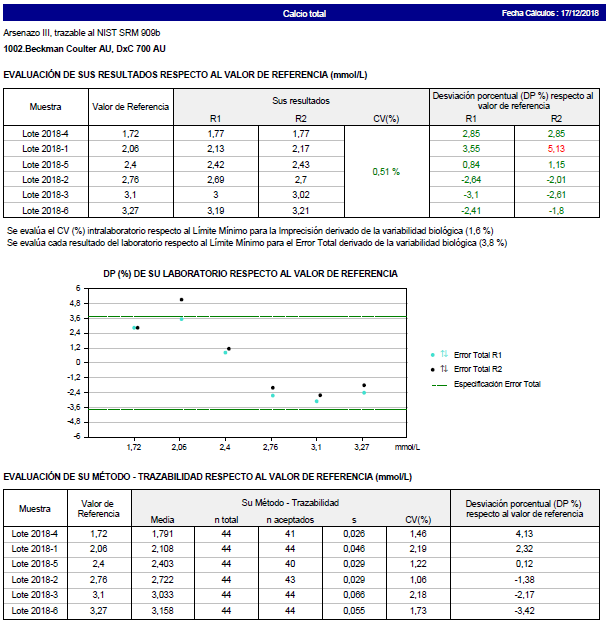 Calcio total Fecha Cálculos : 17/12/2018
Arsenazo III, trazable al NIST SRM 909b
1002.Beckman Coulter AU, DxC 700 AU
EVALUACIÓN DE SUS RESULTADOS RESPECTO AL VALOR DE REFERENCIA (mmol/L)
Muestra Valor de Referencia Sus resultados Desviación porcentual (DP %) respecto al valor de referencia
R1 R2 CV(%) R1 R2
Lote 2018-4 1,72 1,77 1,77 2,85 2,85
Lote 2018-1 2,06 2,13 2,17 3,55 5,13
Lote 2018-5 2,4 2,42 2,43 0,84 1,15
0,51 %
Lote 2018-2 2,76 2,69 2,7 -2,64 -2,01
Lote 2018-3 3,1 3 3,02 -3,1 -2,61
Lote 2018-6 3,27 3,19 3,21 -2,41 -1,8
Se evalúa el CV (%) intralaboratorio respecto al Límite Mínimo para la Imprecisión derivado de la variabilidad biológica (1,6 %)
Se evalúa cada resultado del laboratorio respecto al Límite Mínimo para el Error Total derivado de la variabilidad biológica (3,8 %)
DP (%) DE SU LABORATORIO RESPECTO AL VALOR DE REFERENCIA
6
4,8
3,6
2,4
1,2
0
-1,2
-2,4
-3,6
-4,8
-6
1,72 2,06 2,4 2,76 3,1 3,27 mmol/L
Error Total R1
Error Total R2
Especificación Error Total
EVALUACIÓN DE SU MÉTODO - TRAZABILIDAD RESPECTO AL VALOR DE REFERENCIA (mmol/L)
Muestra Valor de Referencia Su Método - Trazabilidad Desviación porcentual (DP %) respecto al valor de referencia
Media n total n aceptados s CV(%)
Lote 2018-4 1,72 1,791 44 41 0,026 1,46 4,13
Lote 2018-1 2,06 2,108 44 44 0,046 2,19 2,32
Lote 2018-5 2,4 2,403 44 40 0,029 1,22 0,12
Lote 2018-2 2,76 2,722 44 43 0,029 1,06 -1,38
Lote 2018-3 3,1 3,033 44 44 0,066 2,18 -2,17
Lote 2018-6 3,27 3,158 44 44 0,055 1,73 -3,42